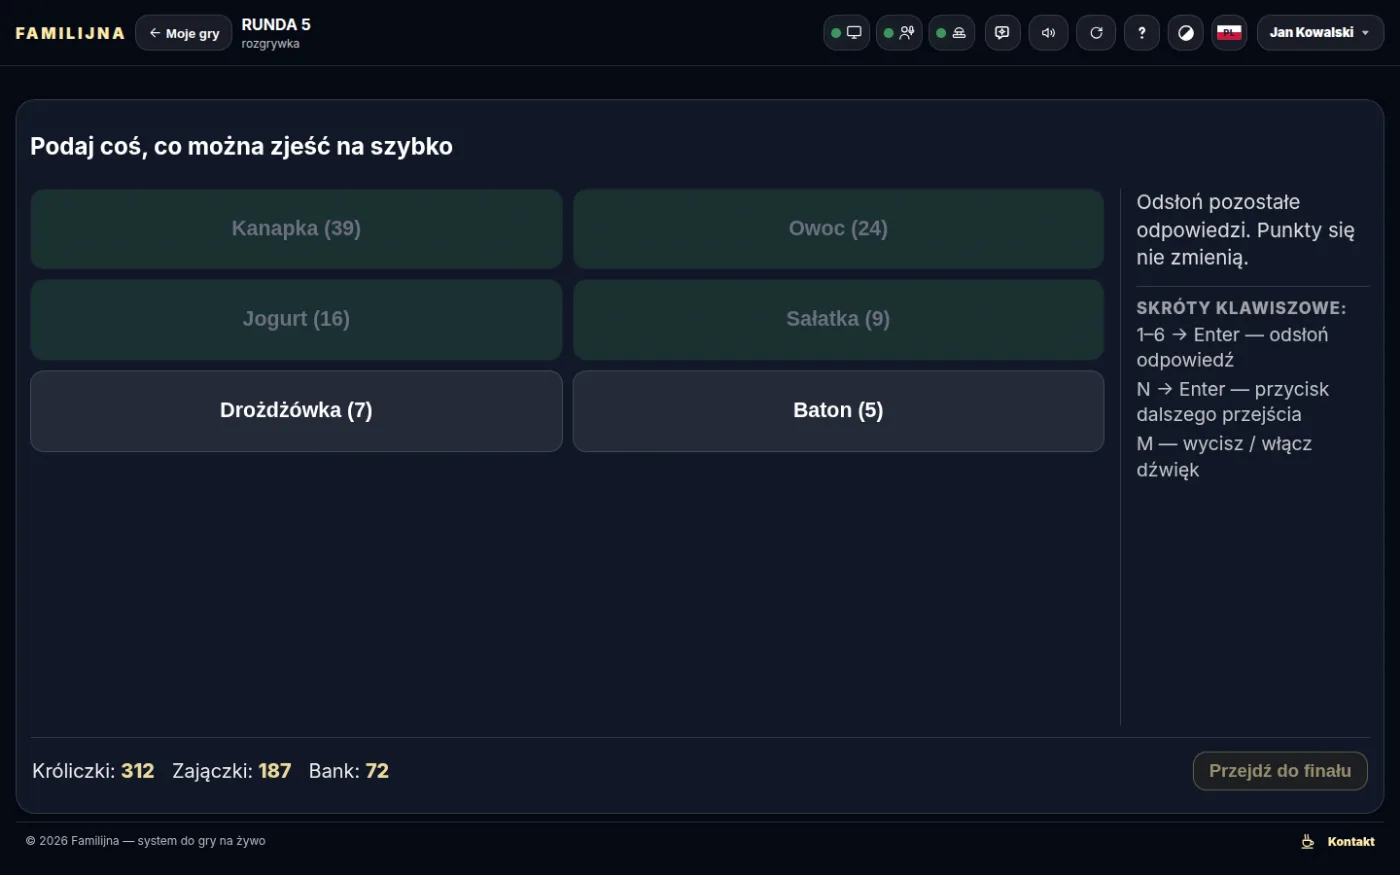 FAMILIJNA
← Moje gry
RUNDA 5
rozgrywka
?
PL
Jan Kowalski
Podaj coś, co można zjeść na szybko
Kanapka (39)
Owoc (24)
Jogurt (16)
Sałatka (9)
Drożdżówka (7)
Baton (5)
Odsłoń pozostałe
odpowiedzi. Punkty się
nie zmienią.
SKRÓTY KLAWISZOWE:
1–6 → Enter — odsłoń
odpowiedź
N → Enter — przycisk
dalszego przejścia
M — wycisz / włącz
dźwięk
Króliczki: 312 Zajączki: 187 Bank: 72
Przejdź do finału
© 2026 Familijna — system do gry na żywo
Kontakt